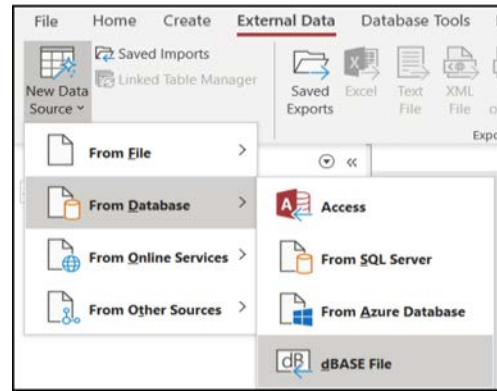 File Home Create External Data Database Tools
Saved Imports
Linked Table Manager
New Data
Source
Saved
Exports
Excel
Text
File
XML
File
From File
From Database
From Online Services
From Other Sources
Access
From SQL Server
From Azure Database
dB dBASE File